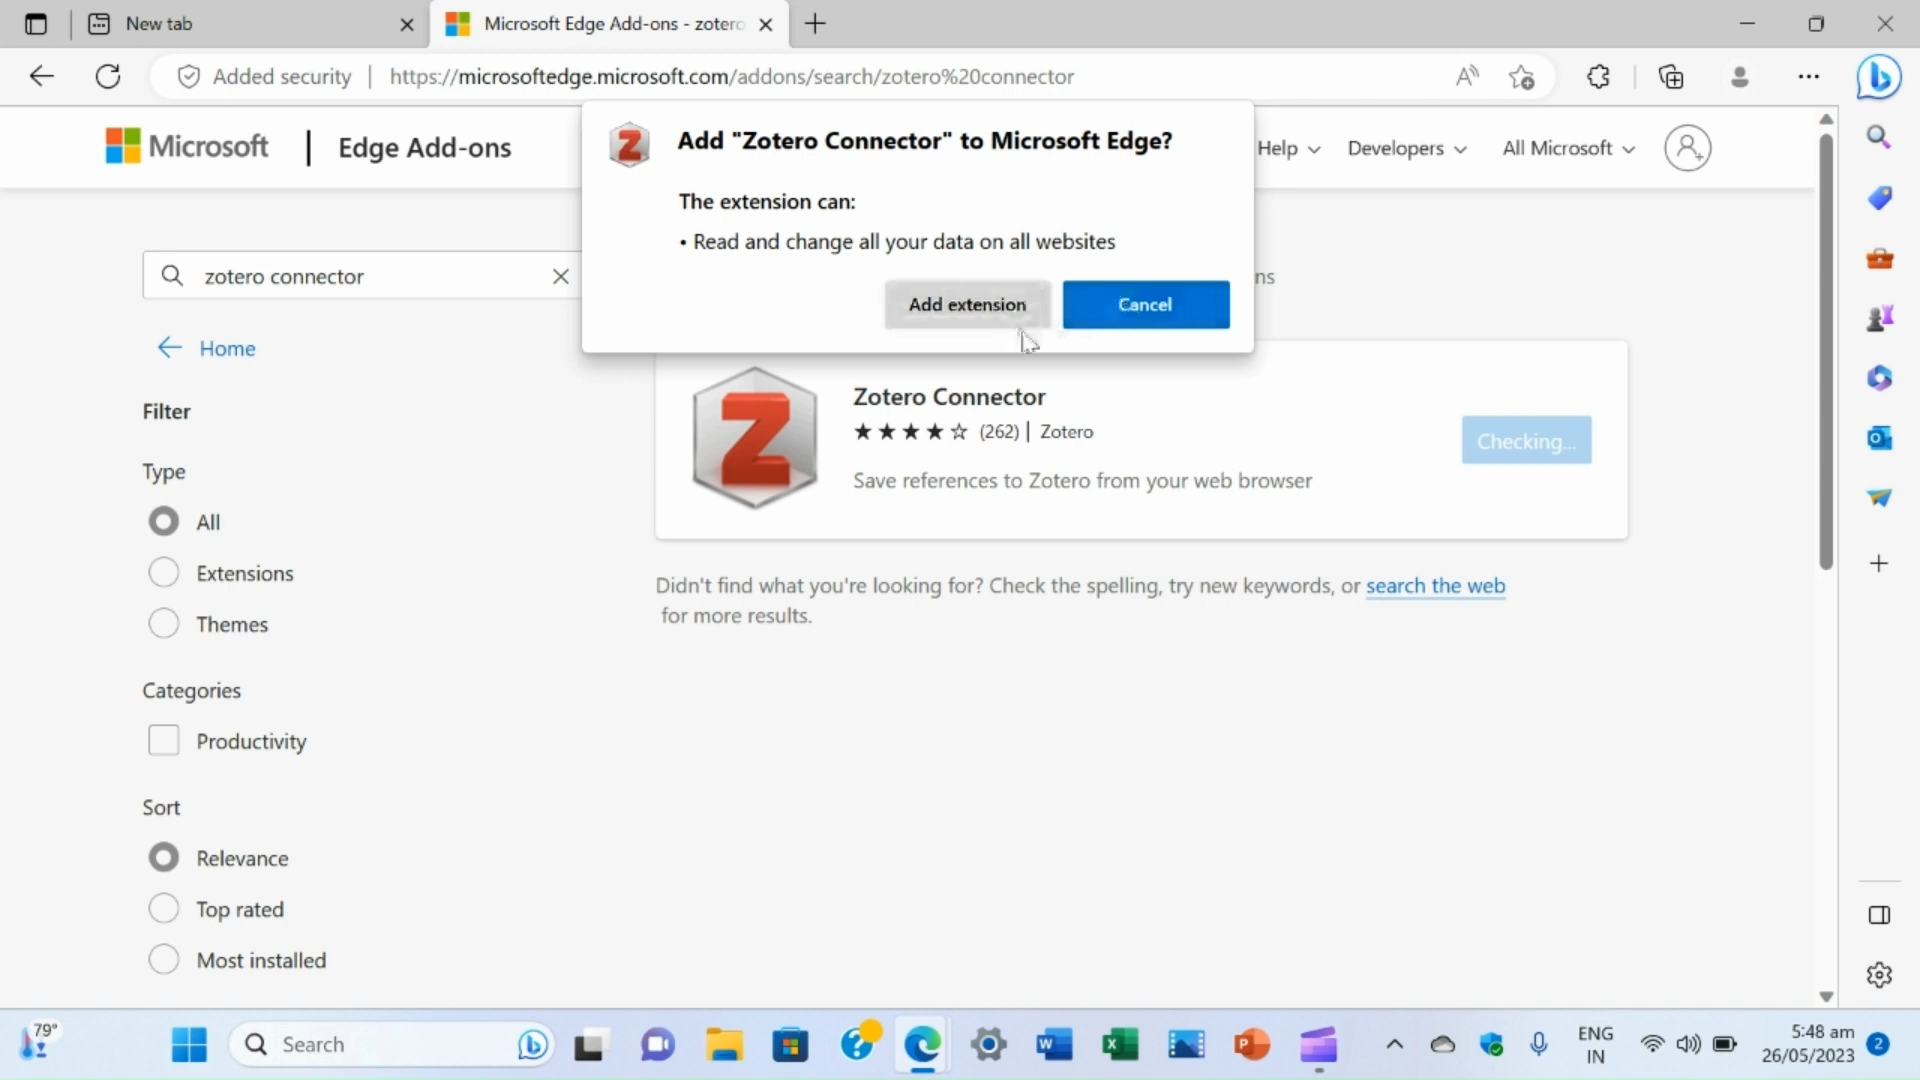 New tab
Microsoft Edge Add-ons - zotero
Added security | https://microsoftedge.microsoft.com/addons/search/zotero%20connector
Microsoft | Edge Add-ons
Help
Developers
All Microsoft
Add "Zotero Connector" to Microsoft Edge?
The extension can:
• Read and change all your data on all websites
Add extension
Cancel
zotero connector
ns
Home
Filter
Type
All
Extensions
Themes
Categories
Productivity
Sort
Relevance
Top rated
Most installed
Zotero Connector
(262) | Zotero
Save references to Zotero from your web browser
Checking...
Didn't find what you're looking for? Check the spelling, try new keywords, or search the web
for more results.
79°
Search
ENG
IN
5:48 am
26/05/2023
2